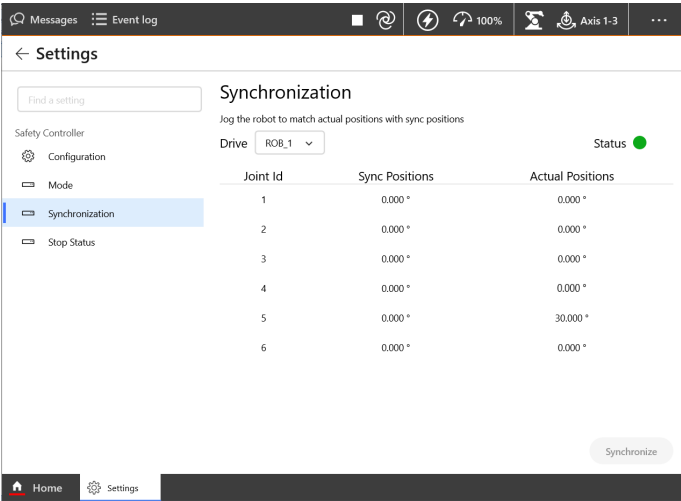 Messages Event log 100% Axis 1-3 ...
← Settings
Find a setting
Safety Controller
Configuration
Mode
Synchronization
Stop Status
Synchronization
Jog the robot to match actual positions with sync positions
Drive ROB_1 Status
Joint Id Sync Positions Actual Positions
1 0.000 ° 0.000 °
2 0.000 ° 0.000 °
3 0.000 ° 0.000 °
4 0.000 ° 0.000 °
5 0.000 ° 30.000 °
6 0.000 ° 0.000 °
Synchronize
Home Settings